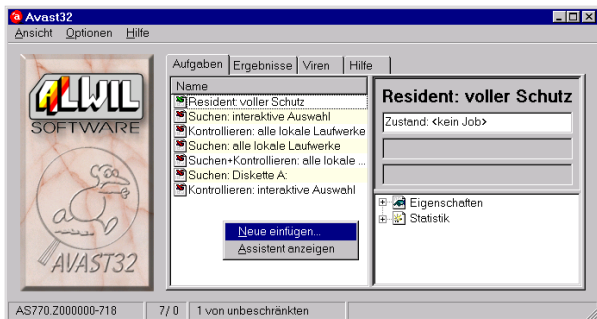 Avast32
Ansicht Optionen Hilfe
ALWIL
SOFTWARE
AVAST32
Aufgaben Ergebnisse Viren Hilfe
Name
Resident: voller Schutz
Suchen: interaktive Auswahl
Kontrollieren: alle lokale Laufwerke
Suchen: alle lokale Laufwerke
Suchen+Kontrollieren: alle lokale ...
Suchen: Diskette A:
Kontrollieren: interaktive Auswahl
Neue einfügen...
Assistent anzeigen
Resident: voller Schutz
Zustand: <kein Job>
Eigenschaften
Statistik
AS770.Z000000-718 7/ 0 1 von unbeschränkten